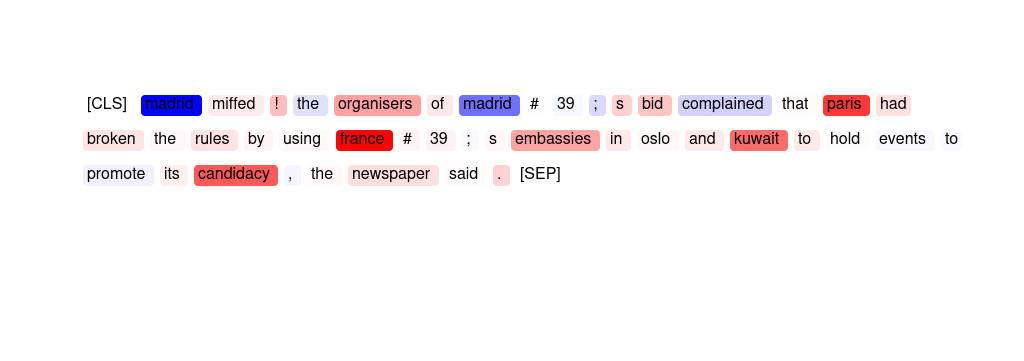 [CLS] madrid miffed ! the organisers of madrid # 39 ; s bid complained that paris had
broken the rules by using france # 39 ; s embassies in oslo and kuwait to hold events to
promote its candidacy , the newspaper said . [SEP]